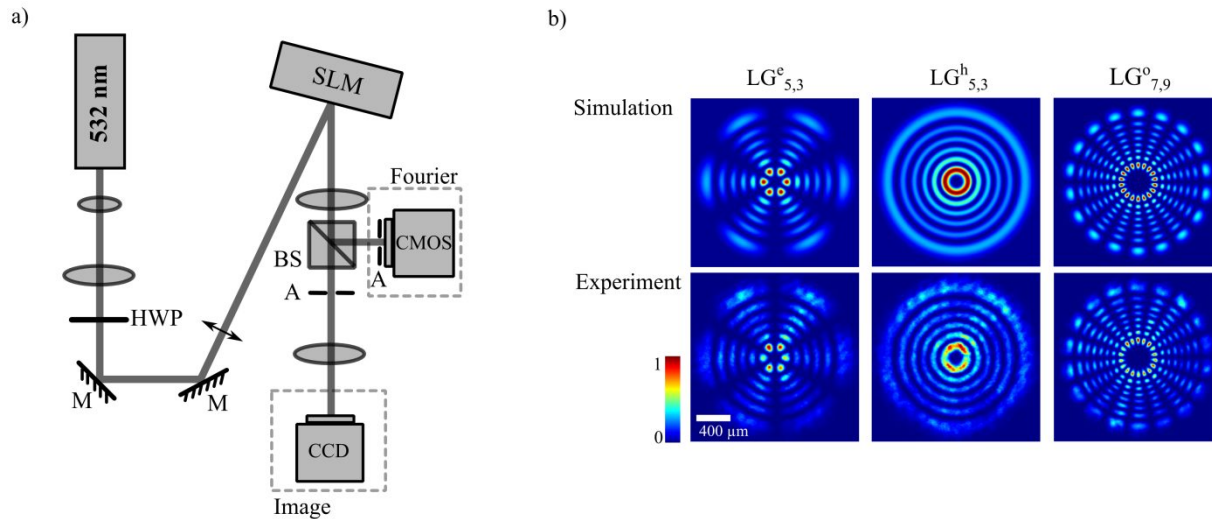 a)
532 nm
SLM
Fourier
CMOS
BS
A
A
HWP
M
M
CCD
Image
b)
LGᵉ₅,₃ LGʰ₅,₃ LGᵒ₇,₉
Simulation
Experiment
1
0
400 µm